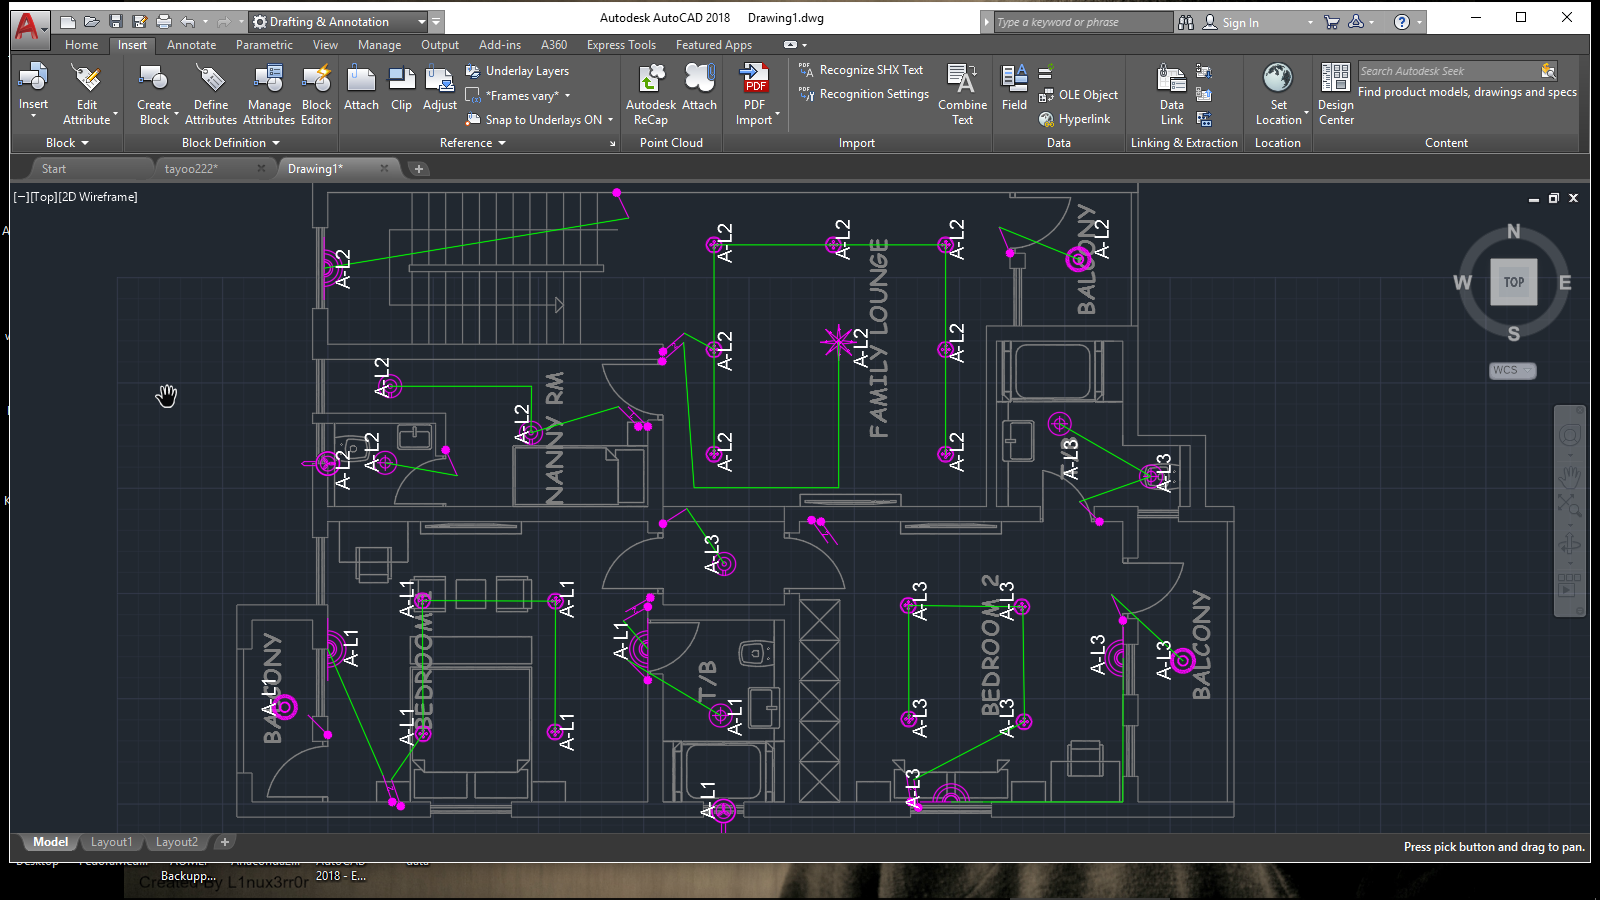 Drafting & Annotation
Autodesk AutoCAD 2018 Drawing1.dwg
Type a keyword or phrase
Sign In
Home Insert Annotate Parametric View Manage Output Add-ins A360 Express Tools Featured Apps
Insert
Edit Attribute
Create Block
Define Attributes
Manage Attributes
Block Editor
Attach
Clip
Adjust
Underlay Layers
*Frames vary*
Snap to Underlays ON
Autodesk ReCap
Attach
PDF Import
Recognize SHX Text
Recognition Settings
Combine Text
Field
OLE Object
Hyperlink
Data Link
Set Location
Design Center
Search Autodesk Seek
Find product models, drawings and specs
Block Block Definition Reference Point Cloud Import Data Linking & Extraction Location Content
Start tayoo222* Drawing1*
[−][Top][2D Wireframe]
N
W TOP E
S
WCS
A-L2
A-L2
A-L2
A-L2
A-L2
BALCONY
FAMILY LOUNGE
A-L2
A-L2
A-L2
A-L2
A-L2
NANNY RM
A-L2
A-L2
A-L2
A-L2
A-L2
T/B
A-L3
A-L3
A-L3
A-L1
A-L1
A-L3
A-L3
BEDROOM 2
BALCONY
A-L1
A-L1
BALCONY
A-L1
BEDROOM 1
T/B
A-L3
A-L3
A-L1
A-L1
A-L1
A-L3
A-L3
A-L1
A-L3
Model Layout1 Layout2
Press pick button and drag to pan.
Backupp...
2018 - E...
Created By L1nux3rr0r